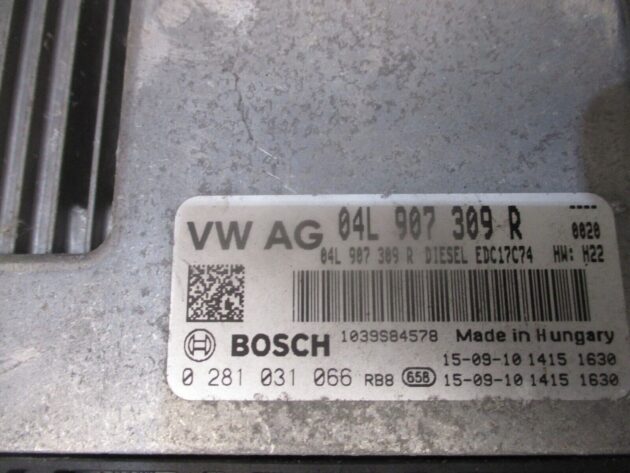 VW AG 04L 907 309 R 0020
04L 907 309 R DIESEL EDC17C74 HW: H22
BOSCH 1039S84578 Made in Hungary
15-09-10 1415 1630
0 281 031 066 RB8 658 15-09-10 1415 1630